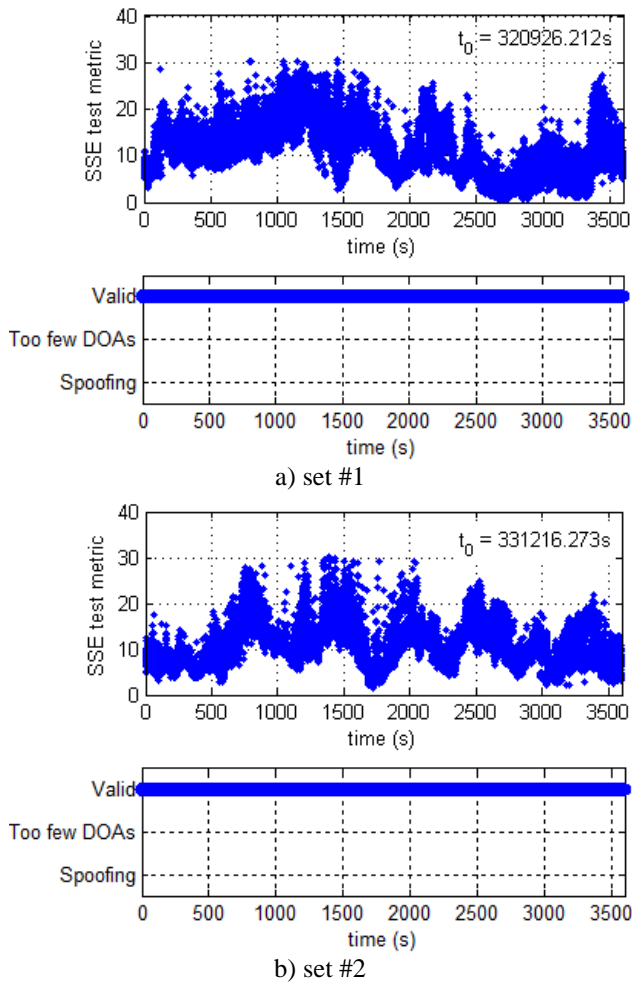 40
30
20
10
0
SSE test metric
t0 = 320926.212s
0 500 1000 1500 2000 2500 3000 3500
time (s)
Valid
Too few DOAs
Spoofing
0 500 1000 1500 2000 2500 3000 3500
time (s)
a) set #1
40
30
20
10
0
SSE test metric
t0 = 331216.273s
0 500 1000 1500 2000 2500 3000 3500
time (s)
Valid
Too few DOAs
Spoofing
0 500 1000 1500 2000 2500 3000 3500
time (s)
b) set #2